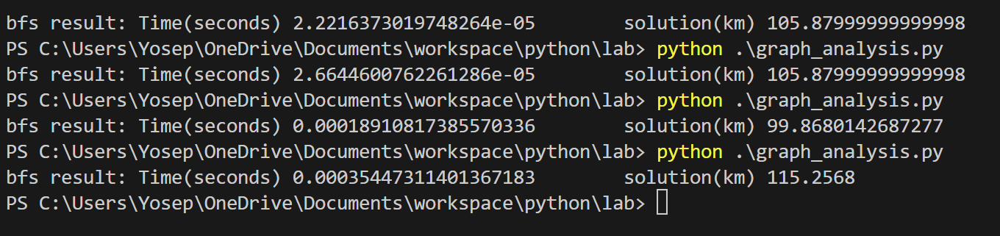 bfs result: Time(seconds) 2.2216373019748264e-05 solution(km) 105.87999999999998
PS C:\Users\Yosep\OneDrive\Documents\workspace\python\lab> python .\graph_analysis.py
bfs result: Time(seconds) 2.6644600762261286e-05 solution(km) 105.87999999999998
PS C:\Users\Yosep\OneDrive\Documents\workspace\python\lab> python .\graph_analysis.py
bfs result: Time(seconds) 0.00018910817385570336 solution(km) 99.8680142687277
PS C:\Users\Yosep\OneDrive\Documents\workspace\python\lab> python .\graph_analysis.py
bfs result: Time(seconds) 0.00035447311401367183 solution(km) 115.2568
PS C:\Users\Yosep\OneDrive\Documents\workspace\python\lab>